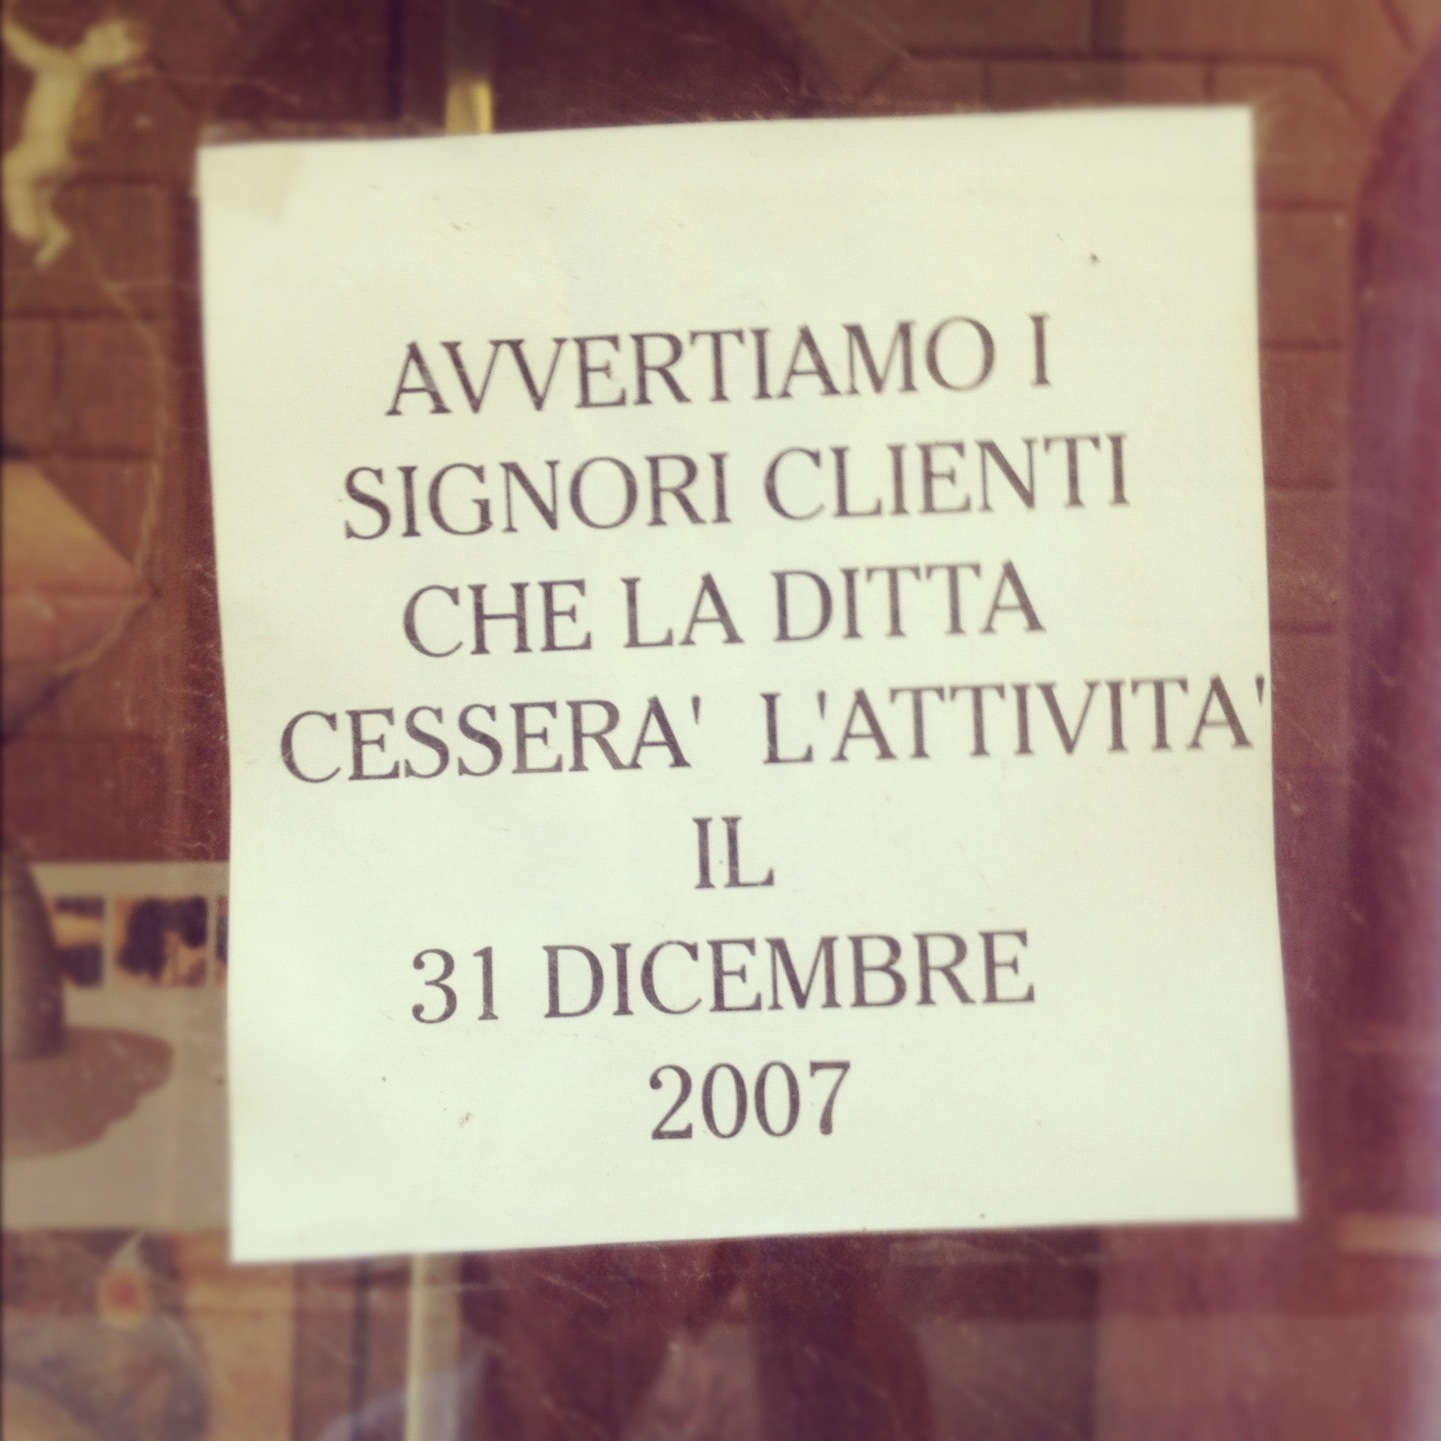 AVVERTIAMO I
SIGNORI CLIENTI
CHE LA DITTA
CESSERA' L'ATTIVITA'
IL
31 DICEMBRE
2007